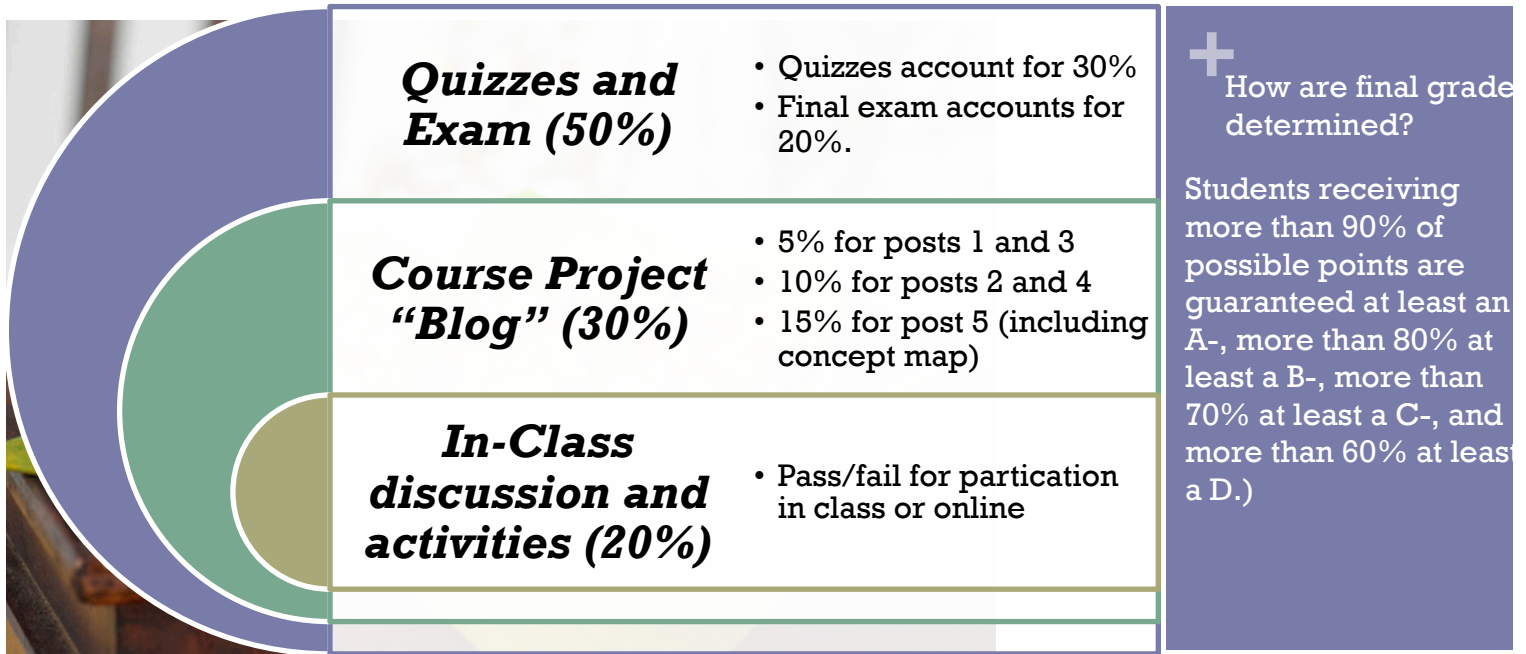 Quizzes and
Exam (50%)
• Quizzes account for 30%
• Final exam accounts for
20%.
Course Project
“Blog” (30%)
• 5% for posts 1 and 3
• 10% for posts 2 and 4
• 15% for post 5 (including
concept map)
In-Class
discussion and
activities (20%)
• Pass/fail for partication
in class or online
+
How are final grade
determined?
Students receiving
more than 90% of
possible points are
guaranteed at least an
A-, more than 80% at
least a B-, more than
70% at least a C-, and
more than 60% at least
a D.)